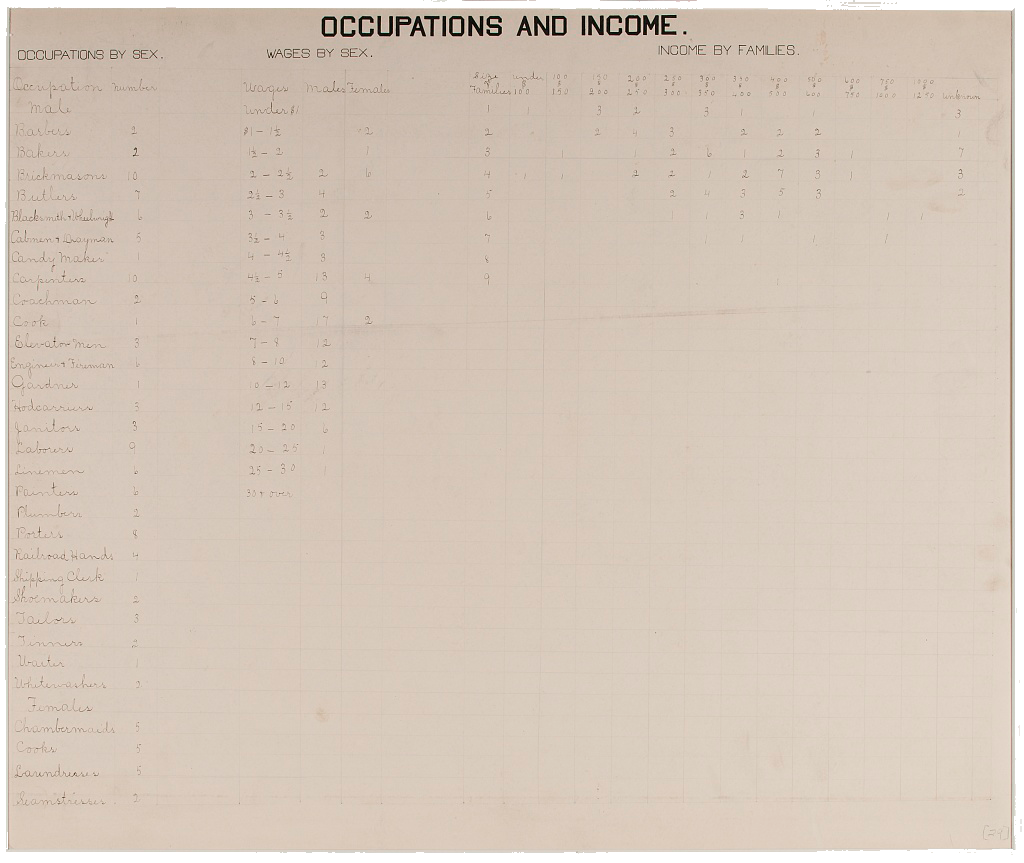 OCCUPATIONS AND INCOME.
OCCUPATIONS BY SEX. WAGES BY SEX. INCOME BY FAMILIES.
Occupation Number Wages Males Females Size Families under $ 100 100 $ 150 150 $ 200 200 $ 250 250 $ 300 300 $ 350 350 $ 400 400 $ 500 500 $ 600 600 $ 750 750 $ 1000 1000 $ 1250 Unknown
Male Under $1 1 1 3 2 3 1 1 3
Barbers 2 $1 – 1½ 2 2 2 4 3 2 2 2 1
Bakers 2 1½ – 2 1 3 1 1 2 6 1 2 3 1 7
Brickmasons 10 2 – 2½ 2 6 4 1 1 2 2 1 2 7 3 1 3
Butlers 7 2½ – 3 4 5 2 4 3 5 3 2
Blacksmith & 6 3 – 3½ 2 2 6 1 1 3 1 1 1
Cabmen & Drayman 5 3½ – 4 3 7 1 1 1 1
Candy Maker 1 4 – 4½ 3 8
Carpenters 10 4½ – 5 13 4 9
Coachman 2 5 – 6 9
Cook 1 6 – 7 17 2
Elevator Men 3 7 – 8 12
Engineer & Fireman 6 8 – 10 2
Gardner 1 10 – 12 13
Hodcarriers 3 12 – 15 12
Janitors 3 15 – 20 6
Laborers 9 20 – 25 1
Linemen 6 25 – 30 1
Painters 6 30 & over
Plumbers 2
Porters 8
Railroad Hands 4
Shipping Clerk 1
Shoemakers 2
Tailors 3
Tinners 2
Waiter 1
Whitewashers 2
Females
Chambermaids 5
Cooks 5
Laundresses 5
Seamstresses 2